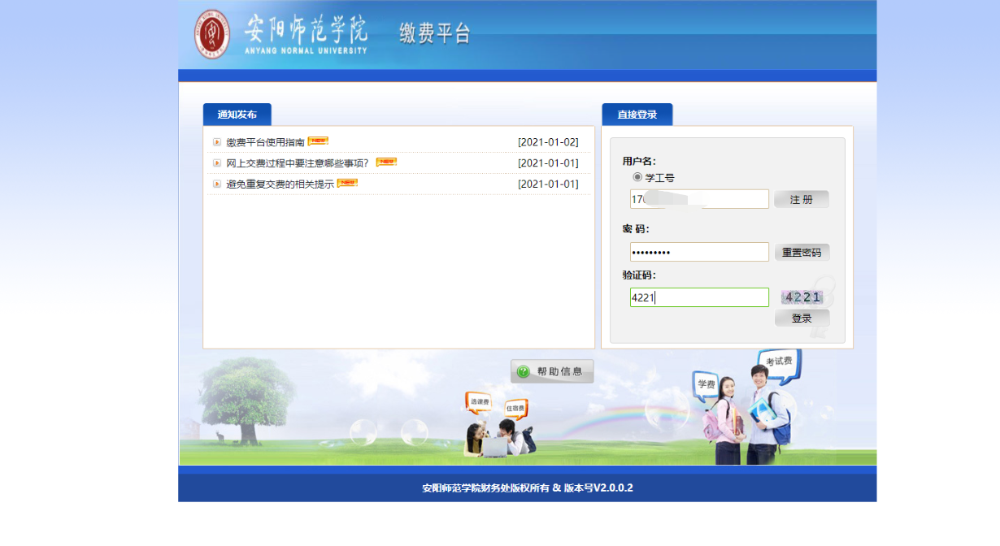 安阳师范学院
ANYANG NORMAL UNIVERSITY
缴费平台
通知发布
缴费平台使用指南 NEW [2021-01-02]
网上交费过程中要注意哪些事项? NEW [2021-01-01]
避免重复交费的相关提示 NEW [2021-01-01]
直接登录
用户名:
学工号
170
注 册
密 码:
•••••••••
重置密码
验证码:
4221
4221
登录
帮助信息
选课费
住宿费
学费
考试费
安阳师范学院财务处版权所有 & 版本号V2.0.0.2